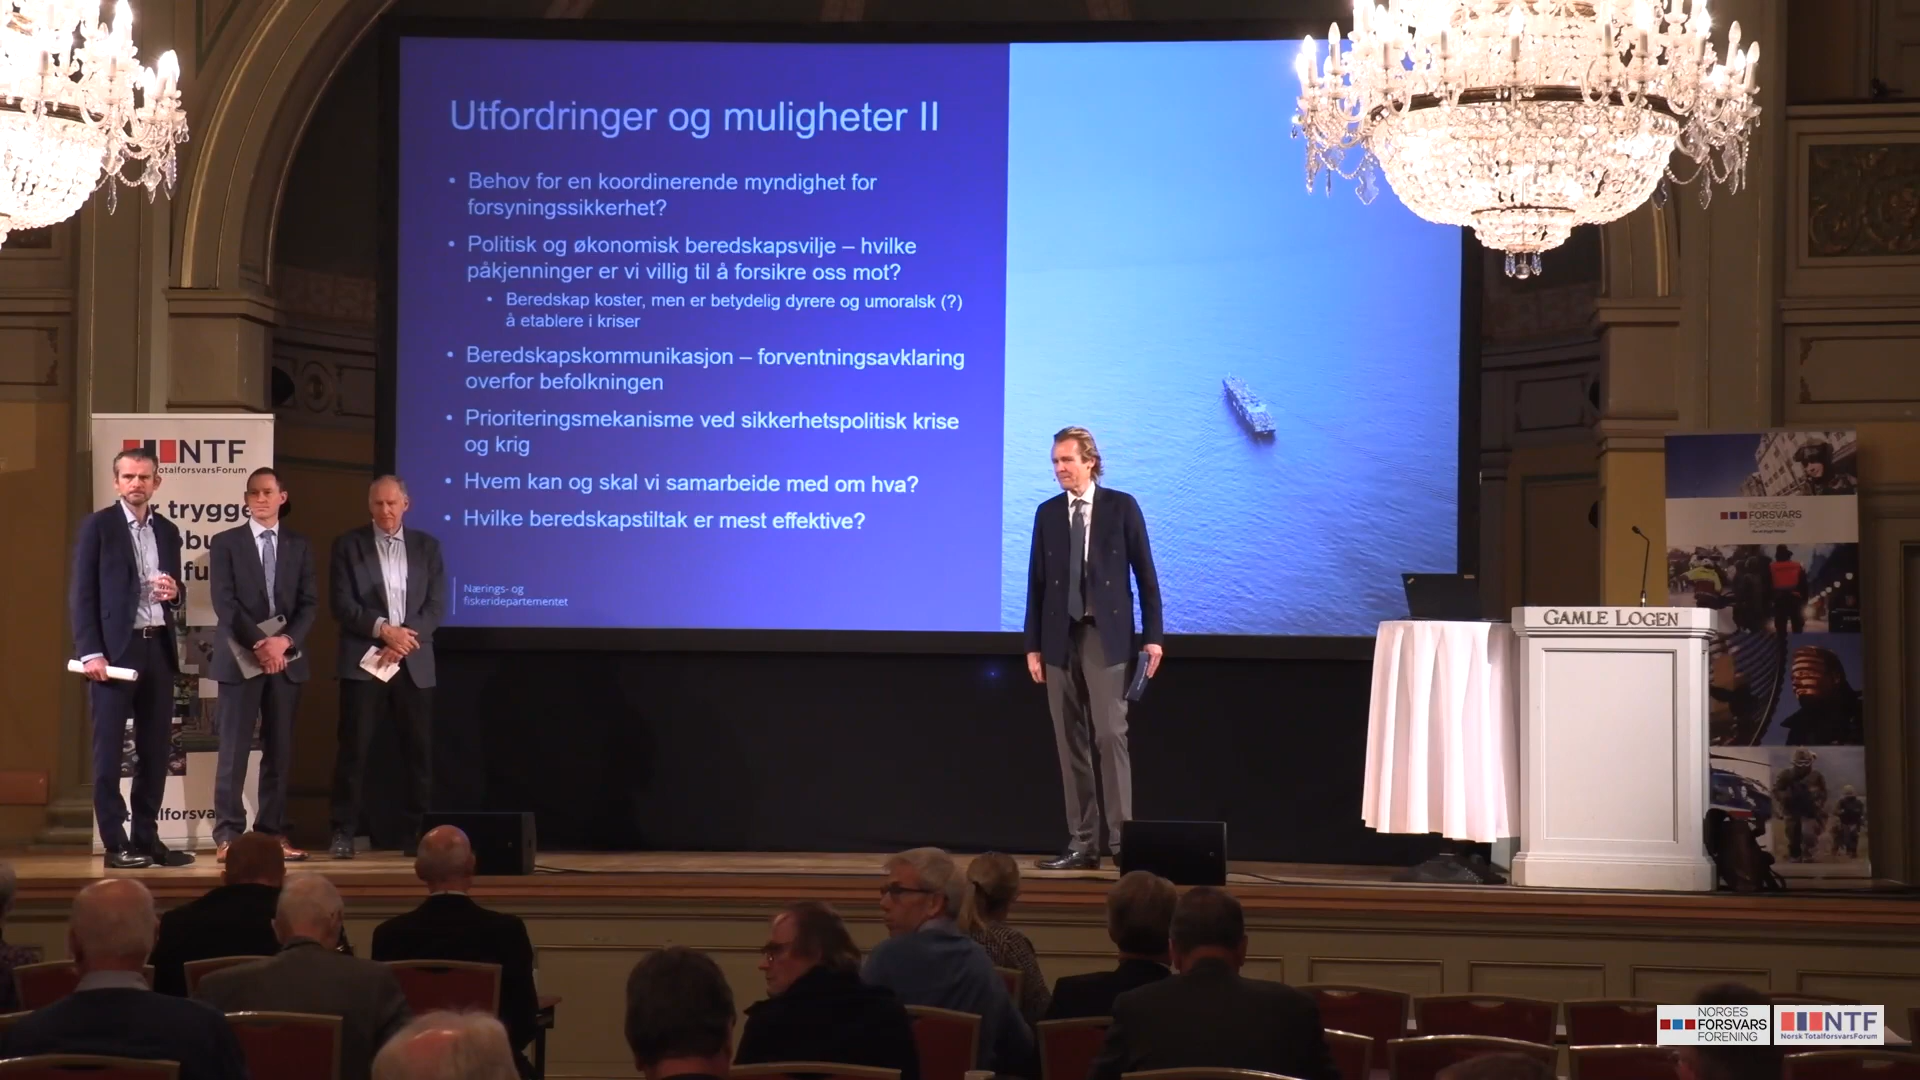 Utfordringer og muligheter II
• Behov for en koordinerende myndighet for
forsyningssikkerhet?
• Politisk og økonomisk beredskapsvilje – hvilke
påkjenninger er vi villig til å forsikre oss mot?
• Beredskap koster, men er betydelig dyrere og umoralsk (?)
å etablere i kriser
• Beredskapskommunikasjon – forventningsavklaring
overfor befolkningen
• Prioriteringsmekanisme ved sikkerhetspolitisk krise
og krig
• Hvem kan og skal vi samarbeide med om hva?
• Hvilke beredskapstiltak er mest effektive?
Nærings- og
fiskeridepartementet
NTF
TotalforsvarsForum
trygge
NORGES
FORSVARS
FORENING
GAMLE LOGEN
NORGES
FORSVARS
FORENING
NTF
Norsk TotalforsvarsForum